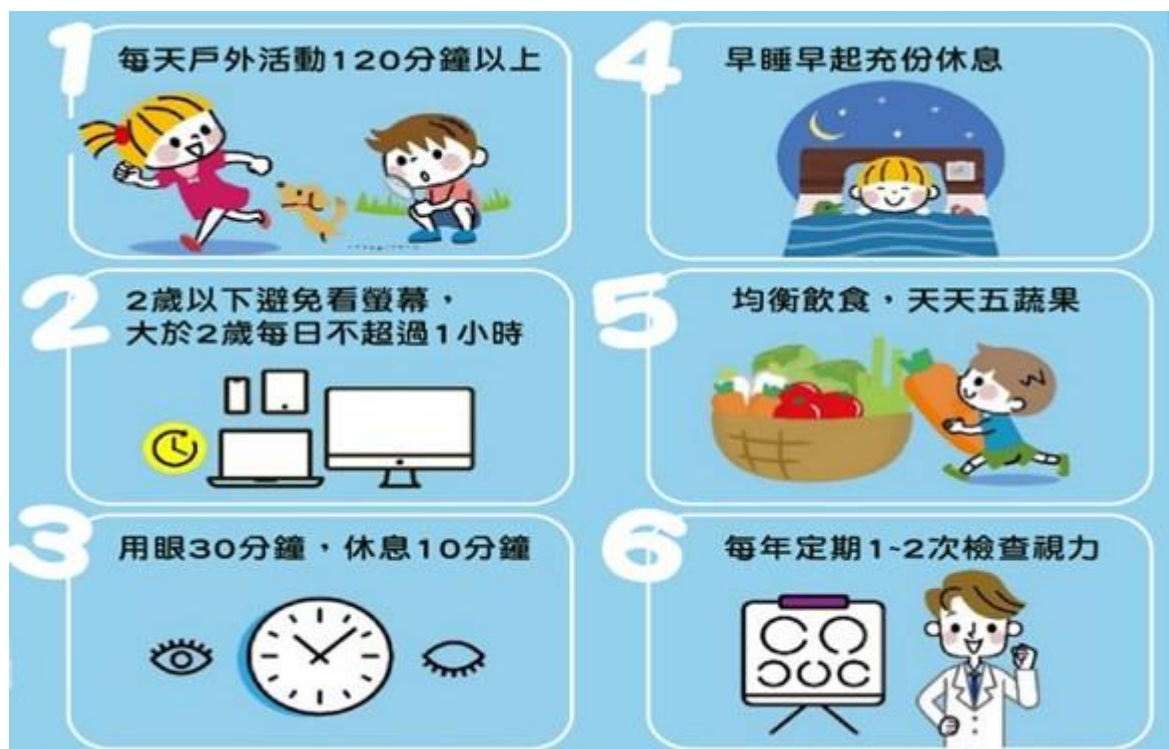 1
每天戶外活動120分鐘以上
2
2歲以下避免看螢幕，
大於2歲每日不超過1小時
3
用眼30分鐘，休息10分鐘
4
早睡早起充份休息
5
均衡飲食，天天五蔬果
6
每年定期1~2次檢查視力